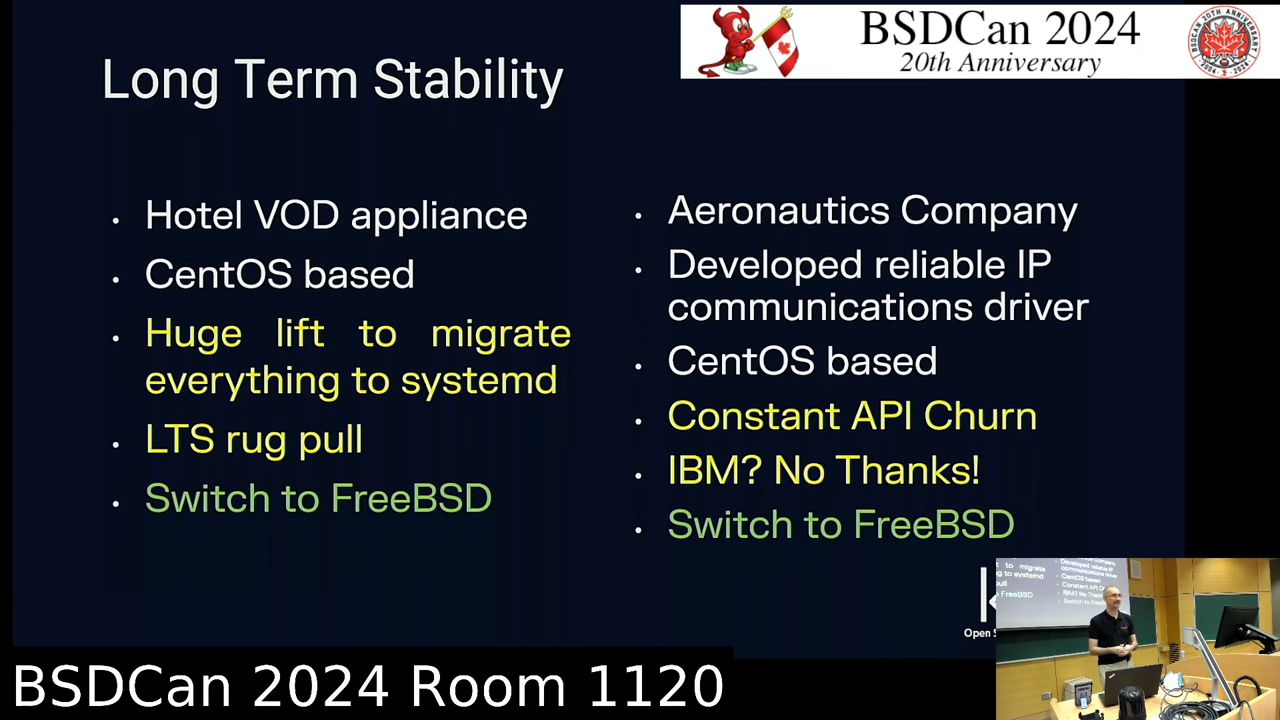 BSDCan 2024
20th Anniversary
Long Term Stability
• Hotel VOD appliance
• CentOS based
• Huge lift to migrate
everything to systemd
• LTS rug pull
• Switch to FreeBSD
• Aeronautics Company
• Developed reliable IP
communications driver
• CentOS based
• Constant API Churn
• IBM? No Thanks!
• Switch to FreeBSD
Open
BSDCan 2024 Room 1120